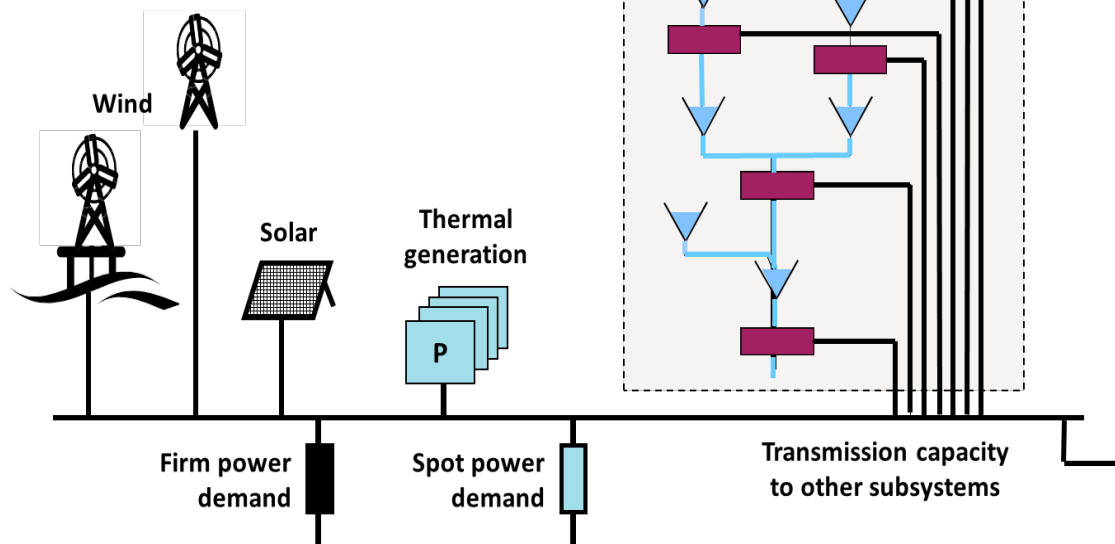 Wind
Solar
Thermal
generation
P
Firm power
demand
Spot power
demand
Transmission capacity
to other subsystems